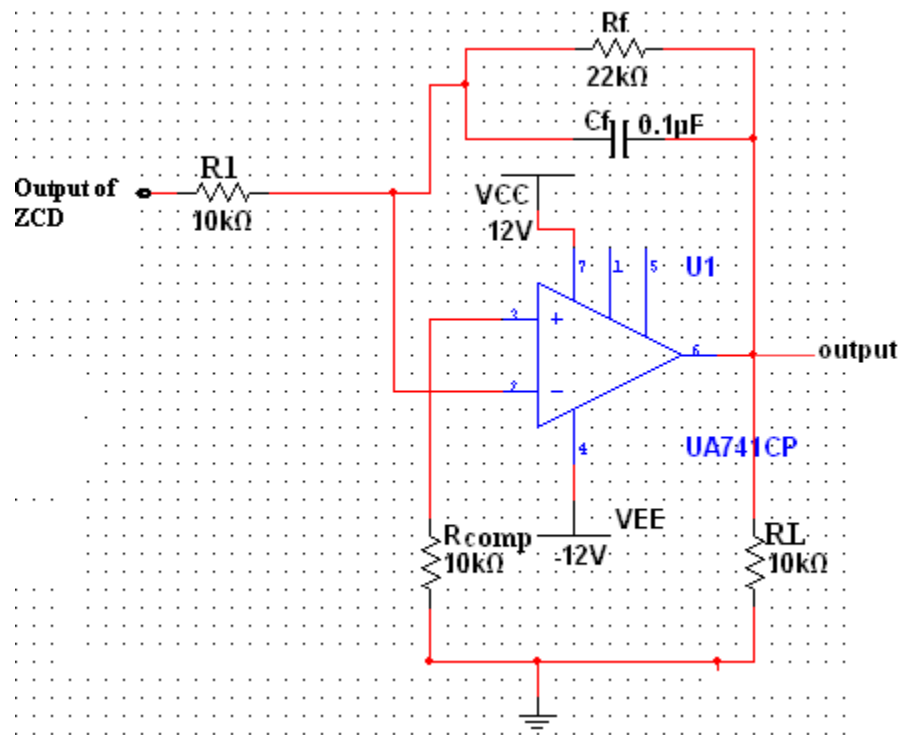 Rf
22kΩ
Cf
0.1µF
R1
10kΩ
Output of
ZCD
VCC
12V
7
1
5
U1
3
+
2
−
6
output
4
UA741CP
VEE
-12V
Rcomp
10kΩ
RL
10kΩ